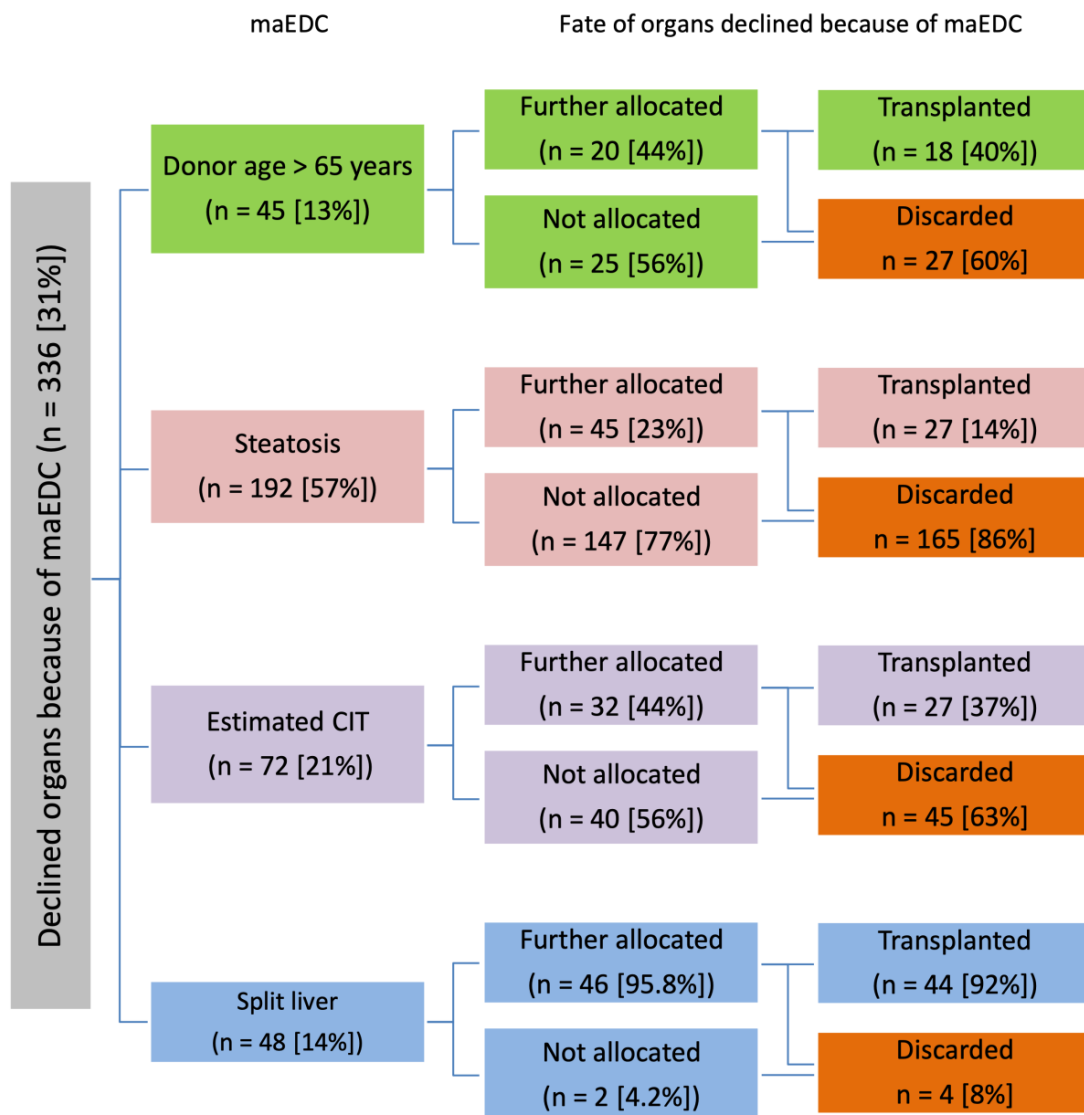 maEDC
Fate of organs declined because of maEDC
Declined organs because of maEDC (n = 336 [31%])
Donor age > 65 years
(n = 45 [13%])
Further allocated
(n = 20 [44%])
Not allocated
(n = 25 [56%])
Transplanted
(n = 18 [40%])
Discarded
n = 27 [60%]
Steatosis
(n = 192 [57%])
Further allocated
(n = 45 [23%])
Not allocated
(n = 147 [77%])
Transplanted
(n = 27 [14%])
Discarded
n = 165 [86%]
Estimated CIT
(n = 72 [21%])
Further allocated
(n = 32 [44%])
Not allocated
(n = 40 [56%])
Transplanted
(n = 27 [37%])
Discarded
n = 45 [63%]
Split liver
(n = 48 [14%])
Further allocated
(n = 46 [95.8%])
Not allocated
(n = 2 [4.2%])
Transplanted
(n = 44 [92%])
Discarded
n = 4 [8%]